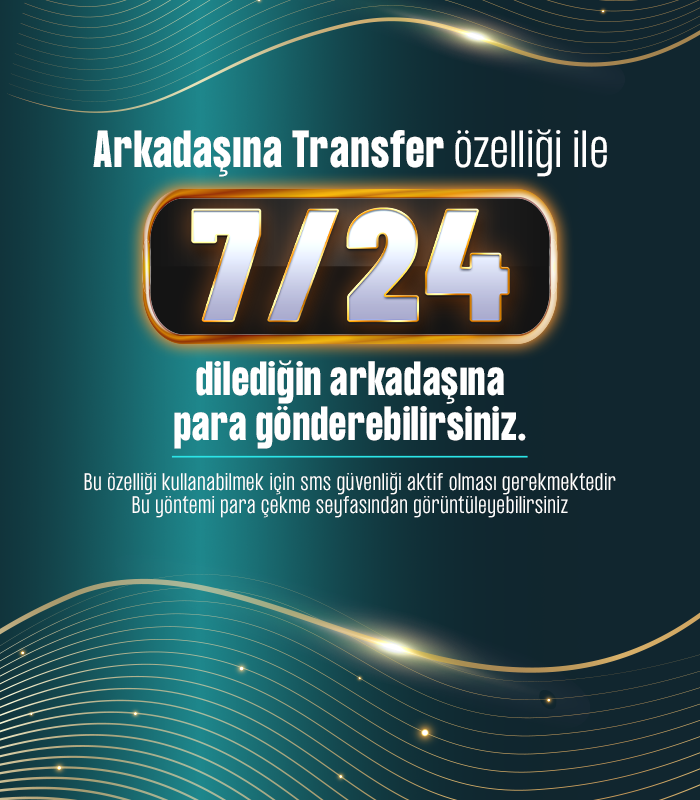 Arkadaşına Transfer özelliği ile
7/24
dilediğin arkadaşına
para gönderebilirsiniz.
Bu özelliği kullanabilmek için sms güvenliği aktif olması gerekmektedir
Bu yöntemi para çekme seyfasından görüntüleyebilirsiniz